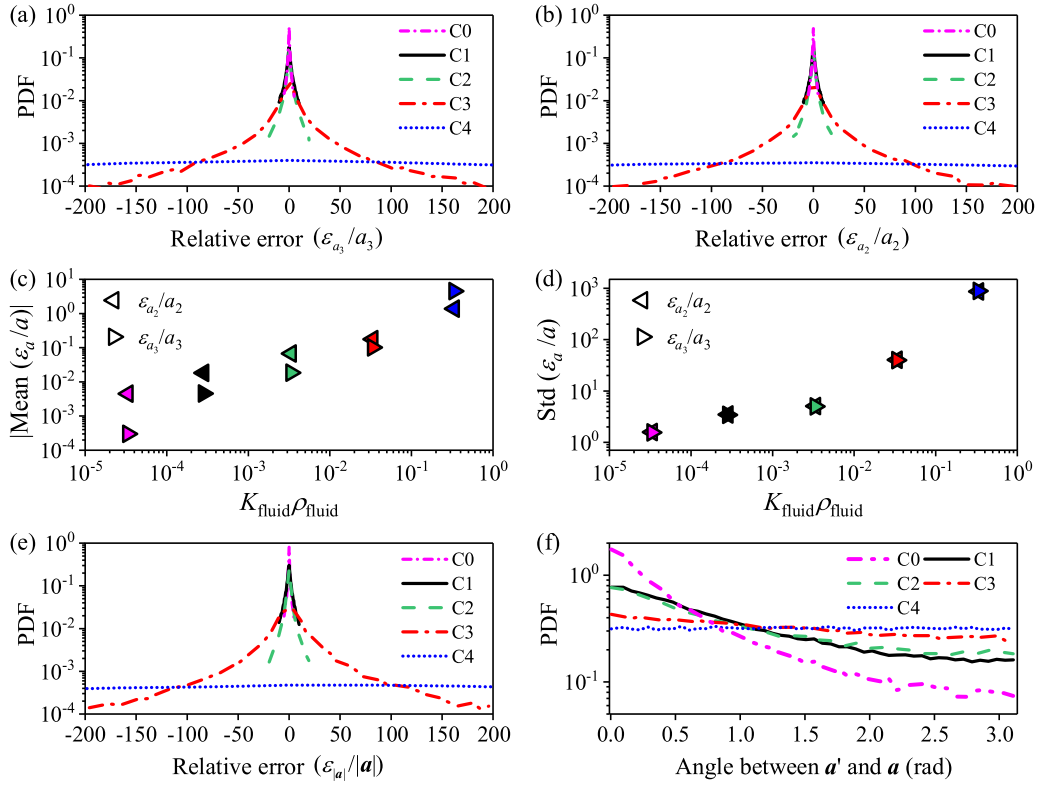 (a)
PDF
10^0
10^-1
10^-2
10^-3
10^-4
C0
C1
C2
C3
C4
-200 -150 -100 -50 0 50 100 150 200
Relative error (ε_{a_3}/a_3)
(b)
PDF
10^0
10^-1
10^-2
10^-3
10^-4
C0
C1
C2
C3
C4
-200 -150 -100 -50 0 50 100 150 200
Relative error (ε_{a_2}/a_2)
(c)
|Mean (ε_a/a)|
10^1
10^0
10^-1
10^-2
10^-3
10^-4
ε_{a_2}/a_2
ε_{a_3}/a_3
10^-5 10^-4 10^-3 10^-2 10^-1 10^0
K_fluid ρ_fluid
(d)
Std (ε_a/a)
10^3
10^2
10^1
10^0
ε_{a_2}/a_2
ε_{a_3}/a_3
10^-5 10^-4 10^-3 10^-2 10^-1 10^0
K_fluid ρ_fluid
(e)
PDF
10^0
10^-1
10^-2
10^-3
10^-4
C0
C1
C2
C3
C4
-200 -150 -100 -50 0 50 100 150 200
Relative error (ε_{|a|}/|a|)
(f)
PDF
10^0
10^-1
C0 C1
C2 C3
C4
0.0 0.5 1.0 1.5 2.0 2.5 3.0
Angle between a' and a (rad)